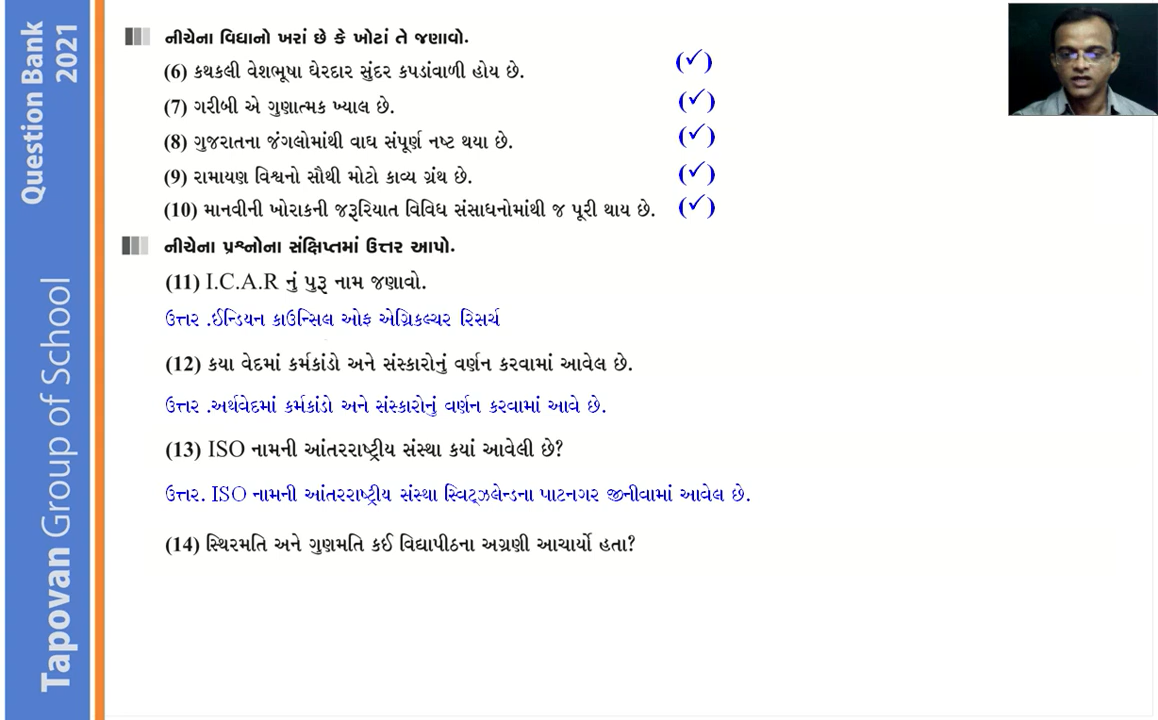 Question Bank
2021
Tapovan Group of School
નીચેના વિધાનો ખરાં છે કે ખોટાં તે જણાવો.
(6) કથકલી વેશભૂષા ઘેરદાર સુંદર કપડાંવાળી હોય છે. (✓)
(7) ગરીબી એ ગુણાત્મક ખ્યાલ છે. (✓)
(8) ગુજરાતના જંગલોમાંથી વાઘ સંપૂર્ણ નષ્ટ થયા છે. (✓)
(9) રામાયણ વિશ્વનો સૌથી મોટો કાવ્ય ગ્રંથ છે. (✓)
(10) માનવીની ખોરાકની જરૂરિયાત વિવિધ સંસાધનોમાંથી જ પૂરી થાય છે. (✓)
નીચેના પ્રશ્નોના સંક્ષિપ્તમાં ઉત્તર આપો.
(11) I.C.A.R નું પુરૂ નામ જણાવો.
ઉત્તર .ઈન્ડિયન કાઉન્સિલ ઓફ એગ્રિકલ્ચર રિસર્ચ
(12) કયા વેદમાં કર્મકાંડો અને સંસ્કારોનું વર્ણન કરવામાં આવેલ છે.
ઉત્તર .અર્થવેદમાં કર્મકાંડો અને સંસ્કારોનું વર્ણન કરવામાં આવે છે.
(13) ISO નામની આંતરરાષ્ટ્રીય સંસ્થા કયાં આવેલી છે?
ઉત્તર. ISO નામની આંતરરાષ્ટ્રીય સંસ્થા સ્વિટ્ઝલેન્ડના પાટનગર જીનીવામાં આવેલ છે.
(14) સ્થિરમતિ અને ગુણમતિ કઈ વિદ્યાપીઠના અગ્રણી આચાર્યો હતા?